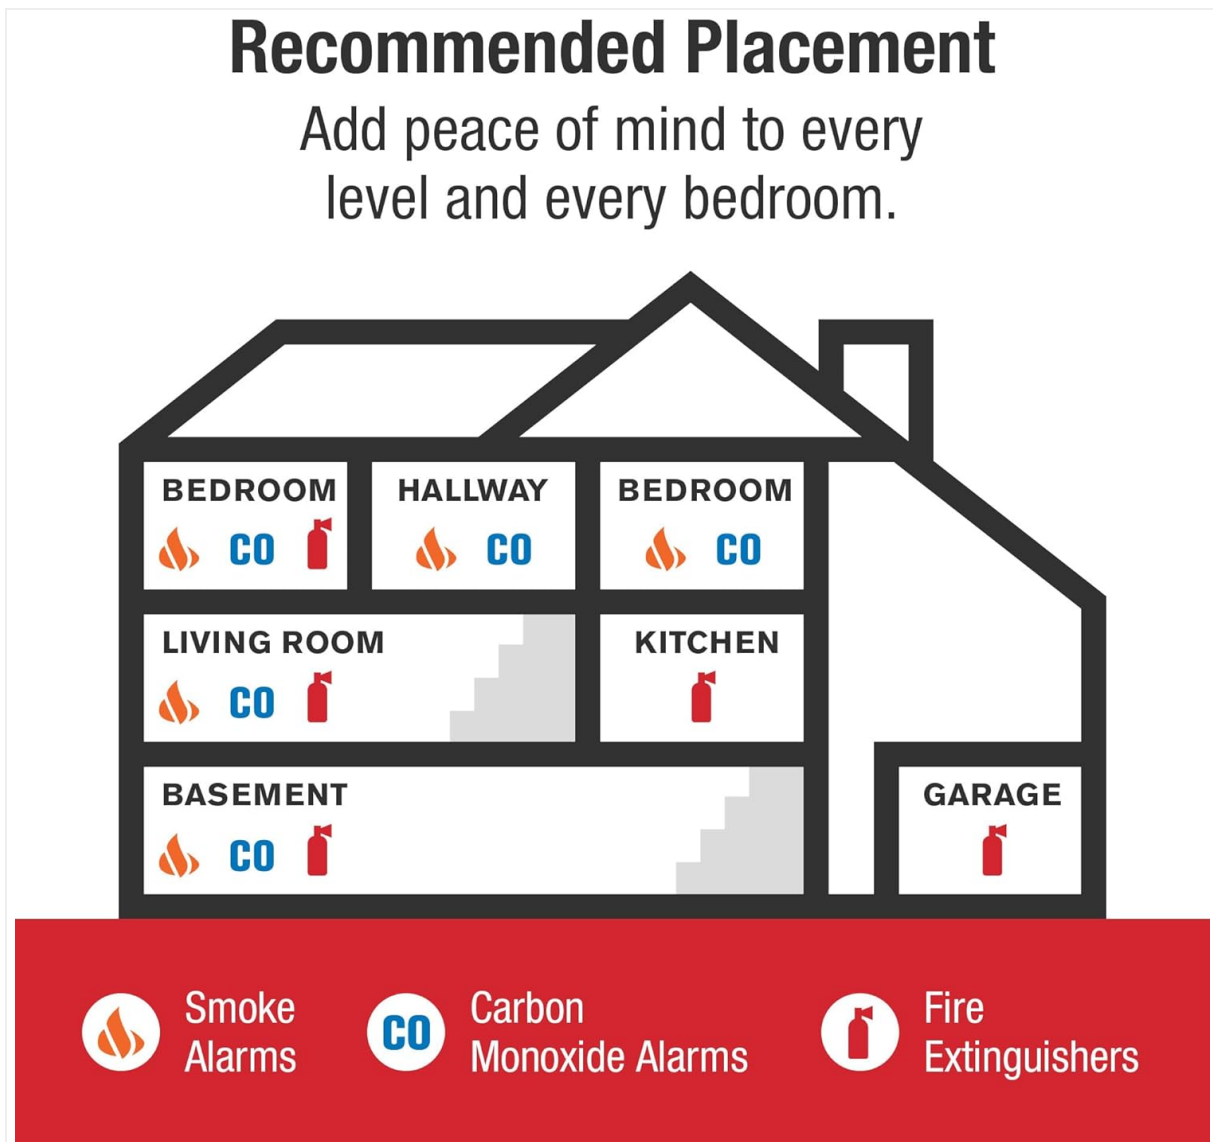 Recommended Placement
Add peace of mind to every
level and every bedroom.
BEDROOM
CO
HALLWAY
CO
BEDROOM
CO
LIVING ROOM
CO
KITCHEN
BASEMENT
CO
GARAGE
Smoke
Alarms
CO
Carbon
Monoxide Alarms
Fire
Extinguishers